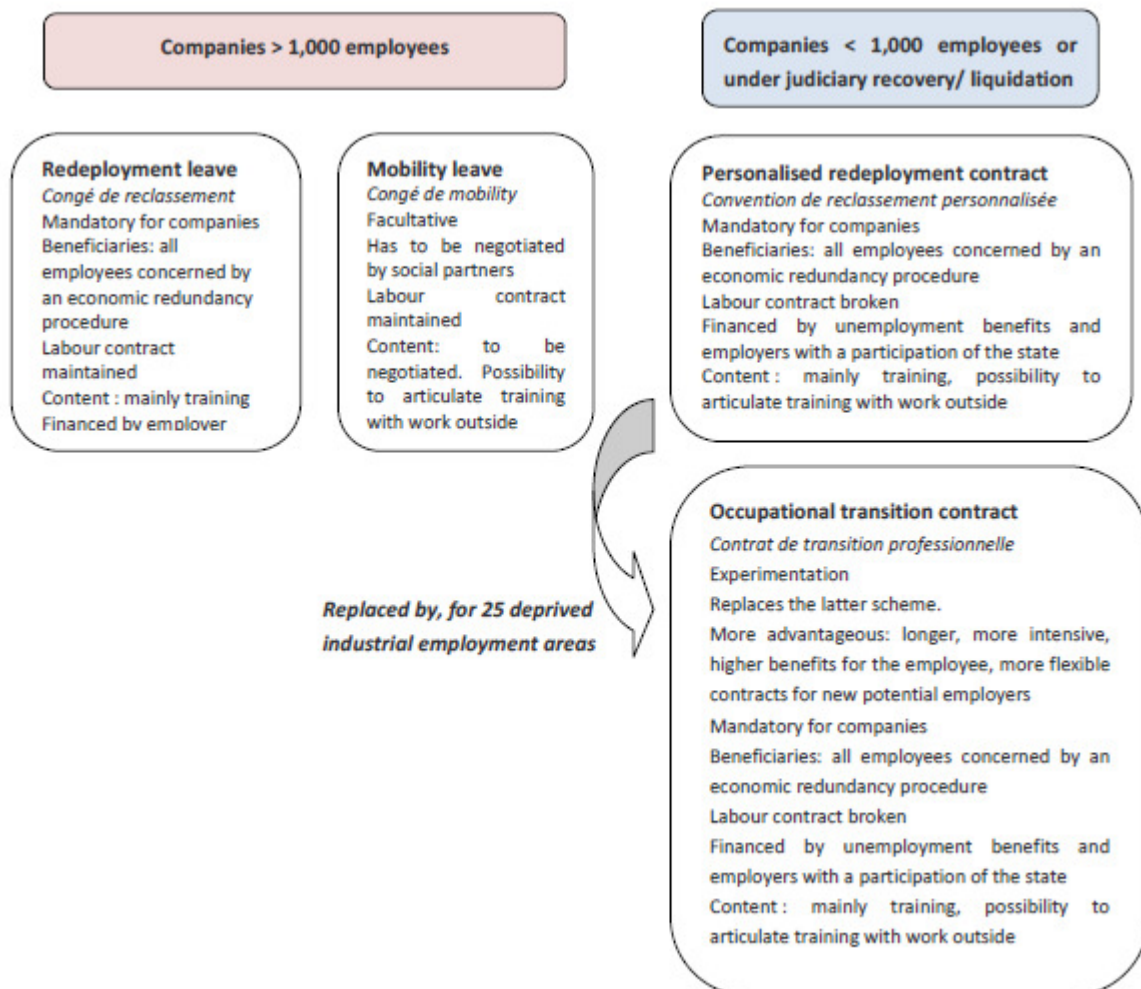 Companies > 1,000 employees
Companies < 1,000 employees or
under judiciary recovery/ liquidation
Redeployment leave
Congé de reclassement
Mandatory for companies
Beneficiaries: all
employees concerned by
an economic redundancy
procedure
Labour contract
maintained
Content : mainly training
Financed by employer
Mobility leave
Congé de mobility
Facultative
Has to be negotiated
by social partners
Labour contract
maintained
Content: to be
negotiated. Possibility
to articulate training
with work outside
Personalised redeployment contract
Convention de reclassement personnalisée
Mandatory for companies
Beneficiaries: all employees concerned by an
economic redundancy procedure
Labour contract broken
Financed by unemployment benefits and
employers with a participation of the state
Content : mainly training, possibility to
articulate training with work outside
Replaced by, for 25 deprived
industrial employment areas
Occupational transition contract
Contrat de transition professionnelle
Experimentation
Replaces the latter scheme.
More advantageous: longer, more intensive,
higher benefits for the employee, more flexible
contracts for new potential employers
Mandatory for companies
Beneficiaries: all employees concerned by an
economic redundancy procedure
Labour contract broken
Financed by unemployment benefits and
employers with a participation of the state
Content : mainly training, possibility to
articulate training with work outside